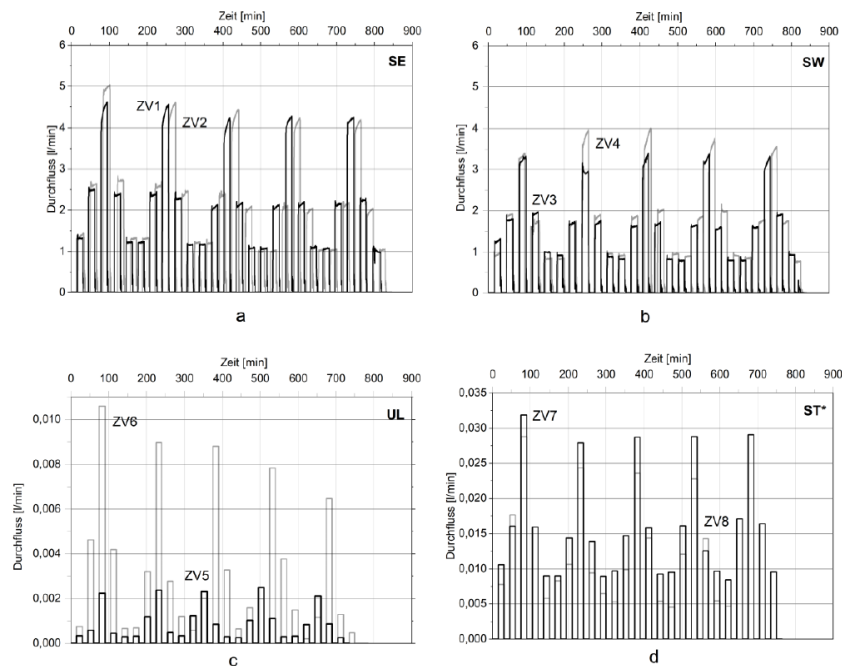 Zeit [min]
0 100 200 300 400 500 600 700 800 900
6
5
4
3
2
1
0
Durchfluss [l/min]
SE
ZV1
ZV2
a
Zeit [min]
0 100 200 300 400 500 600 700 800 900
6
5
4
3
2
1
0
Durchfluss [l/min]
SW
ZV4
ZV3
b
Zeit [min]
0 100 200 300 400 500 600 700 800 900
0,010
0,008
0,006
0,004
0,002
0,000
Durchfluss [l/min]
UL
ZV6
ZV5
c
Zeit [min]
0 100 200 300 400 500 600 700 800 900
0,035
0,030
0,025
0,020
0,015
0,010
0,005
0,000
Durchfluss [l/min]
ST*
ZV7
ZV8
d